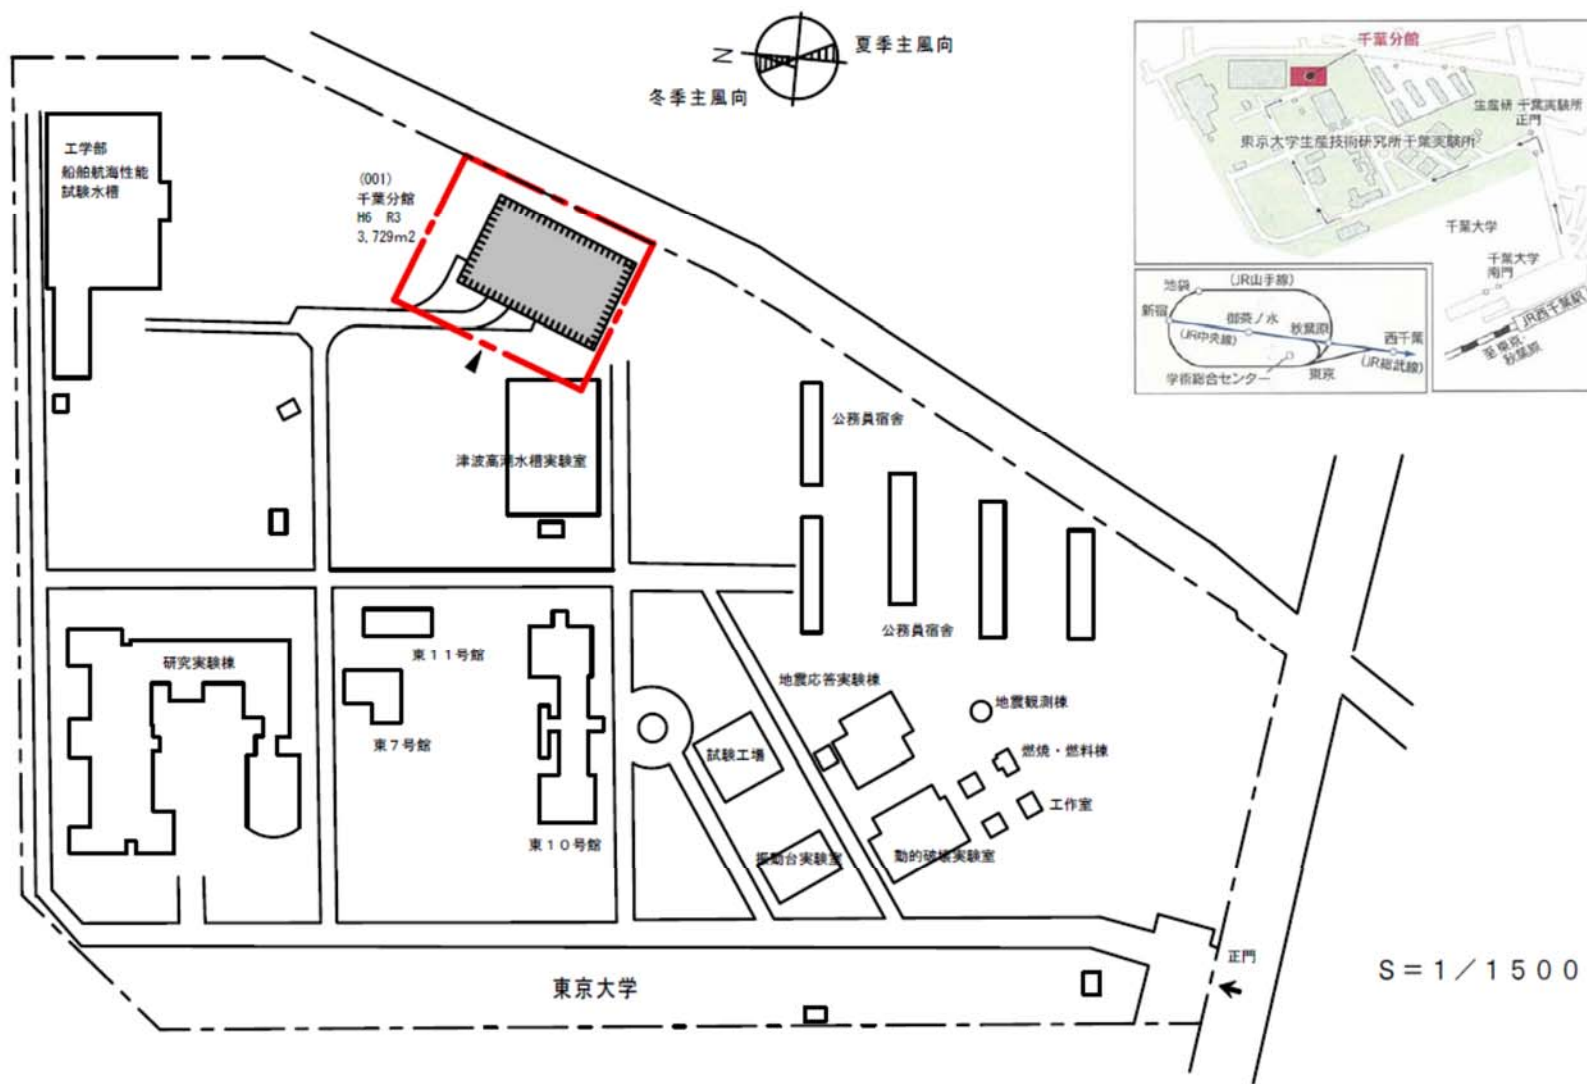 N
夏季主風向
冬季主風向
工学部
船舶航海性能
試験水槽
(001)
千葉分館
H6 R3
3,729m2
津波高潮水槽実験室
公務員宿舎
公務員宿舎
研究実験棟
東11号館
東7号館
東10号館
試験工場
振動台実験室
地震応答実験棟
地震観測棟
燃焼・燃料棟
工作室
動的破壊実験室
東京大学
正門
S=1/1500
千葉分館
生産研 千葉実験所
正門
東京大学生産技術研究所千葉実験所
千葉大学
千葉大学
南門
JR西千葉駅
至東京・
秋葉原
池袋
(JR山手線)
新宿
御茶ノ水
秋葉原
西千葉
(JR中央線)
(JR総武線)
学術総合センター
東京